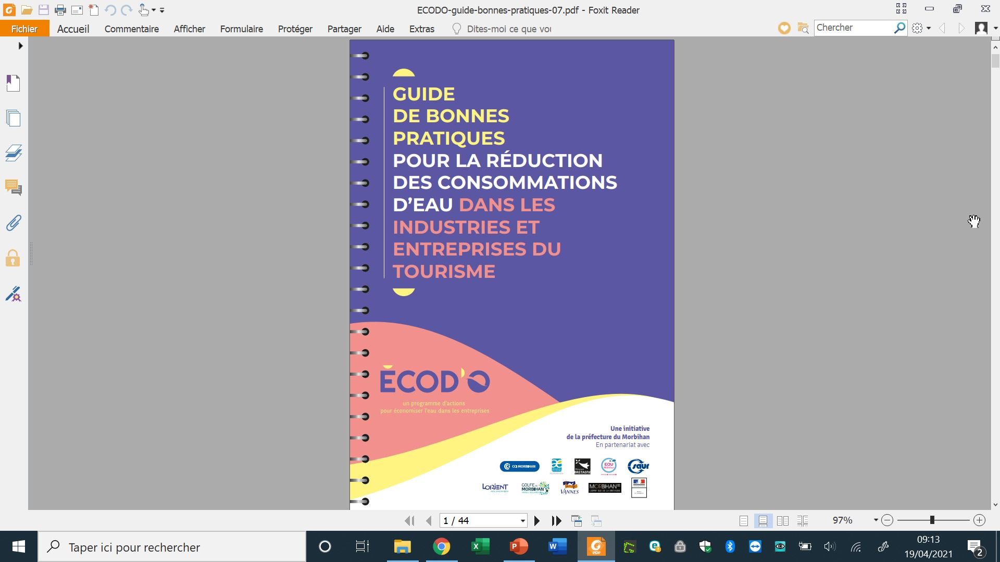 ECODO-guide-bonnes-pratiques-07.pdf - Foxit Reader
Fichier Accueil Commentaire Afficher Formulaire Protéger Partager Aide Extras Dites-moi ce que vou
Chercher
GUIDE
DE BONNES
PRATIQUES
POUR LA RÉDUCTION
DES CONSOMMATIONS
D'EAU DANS LES
INDUSTRIES ET
ENTREPRISES DU
TOURISME
ÉCOD'O
un programme d'actions
pour économiser l'eau dans les entreprises
Une initiative
de la préfecture du Morbihan
En partenariat avec
CCI MORBIHAN
BRETAGNE
EAU
saur
LORIENT
GOLFE DU
MORBIHAN
VANNES
MORBIHAN
1 / 44
97%
Taper ici pour rechercher
09:13
19/04/2021
2